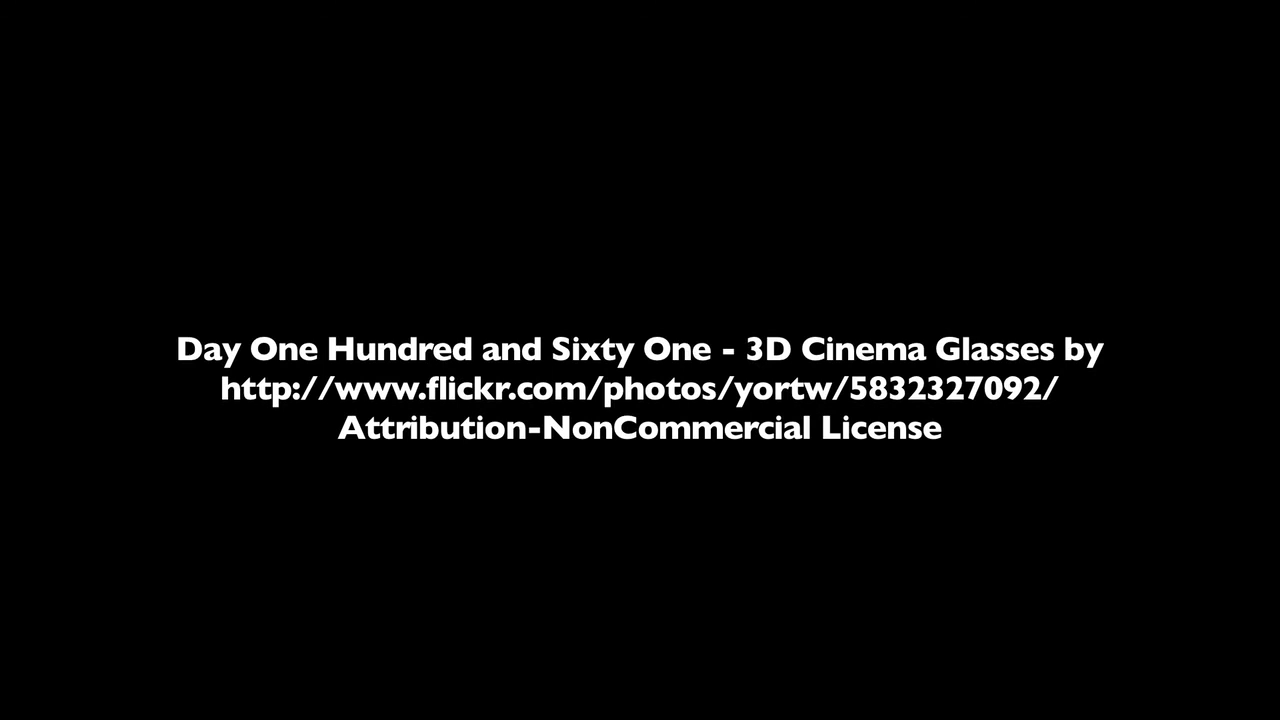 Day One Hundred and Sixty One - 3D Cinema Glasses by
http://www.flickr.com/photos/yortw/5832327092/
Attribution-NonCommercial License